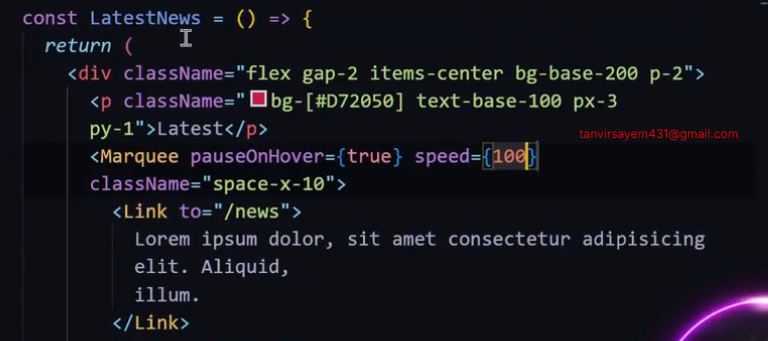 const LatestNews = () => {
return (
<div className="flex gap-2 items-center bg-base-200 p-2">
<p className="bg-[#D72050] text-base-100 px-3
py-1">Latest</p>
tanvirsayem431@gmail.com
<Marquee pauseOnHover={true} speed={100}
className="space-x-10">
<Link to="/news">
Lorem ipsum dolor, sit amet consectetur adipisicing
elit. Aliquid,
illum.
</Link>